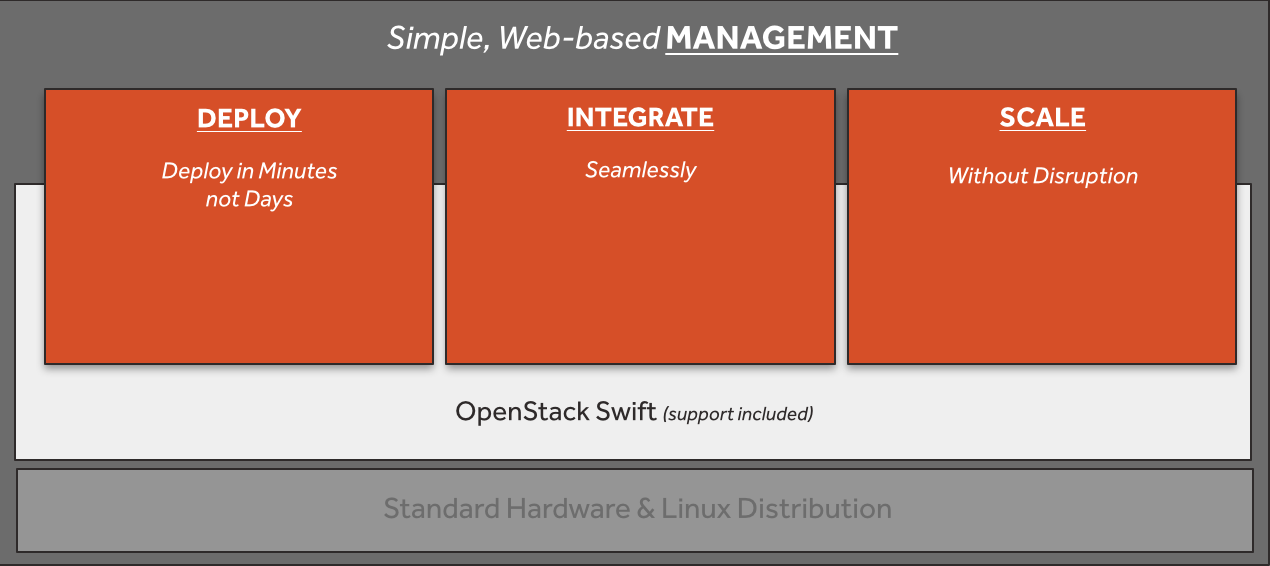 Simple, Web-based MANAGEMENT
DEPLOY
Deploy in Minutes
not Days
INTEGRATE
Seamlessly
SCALE
Without Disruption
OpenStack Swift (support included)
Standard Hardware & Linux Distribution